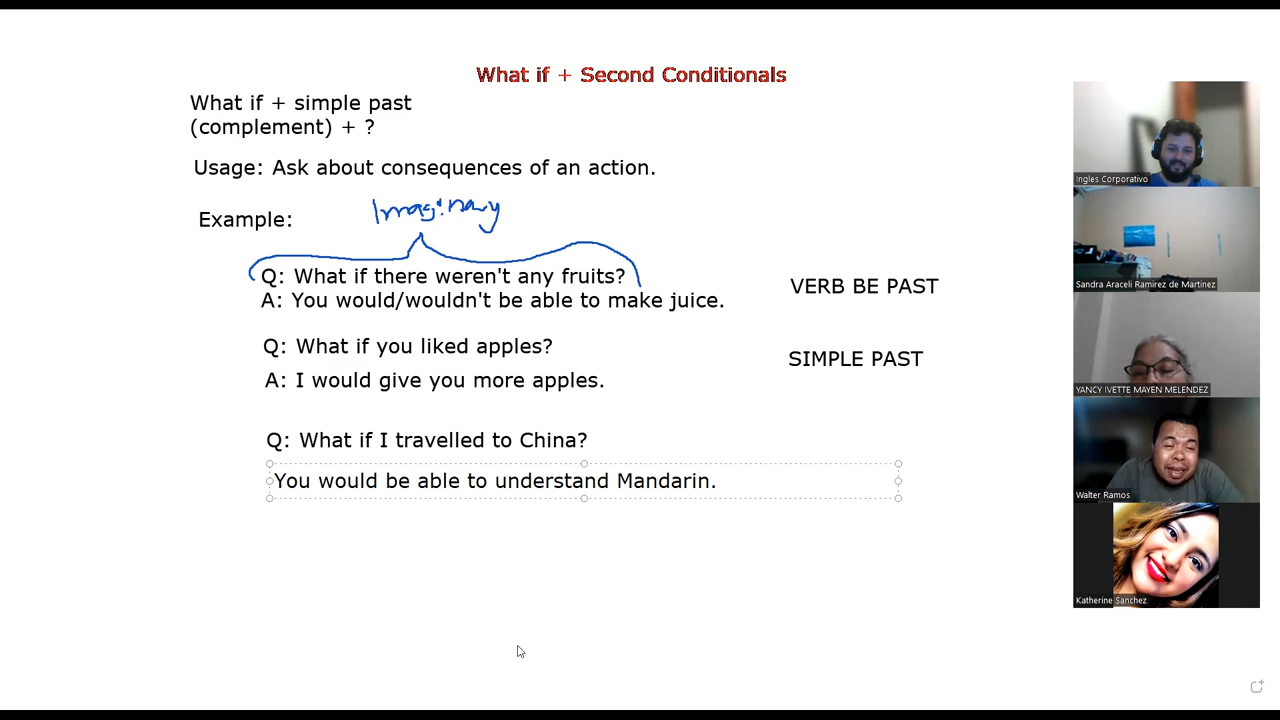 What if + Second Conditionals
What if + simple past
(complement) + ?
Usage: Ask about consequences of an action.
Example:
Imaginary
Q: What if there weren't any fruits?
A: You would/wouldn't be able to make juice.
VERB BE PAST
Q: What if you liked apples?
SIMPLE PAST
A: I would give you more apples.
Q: What if I travelled to China?
You would be able to understand Mandarin.
Ingles Corporativo
Sandra Araceli Ramirez de Martinez
YANCY IVETTE MAYEN MELENDEZ
Walter Ramos
Katherine Sanchez